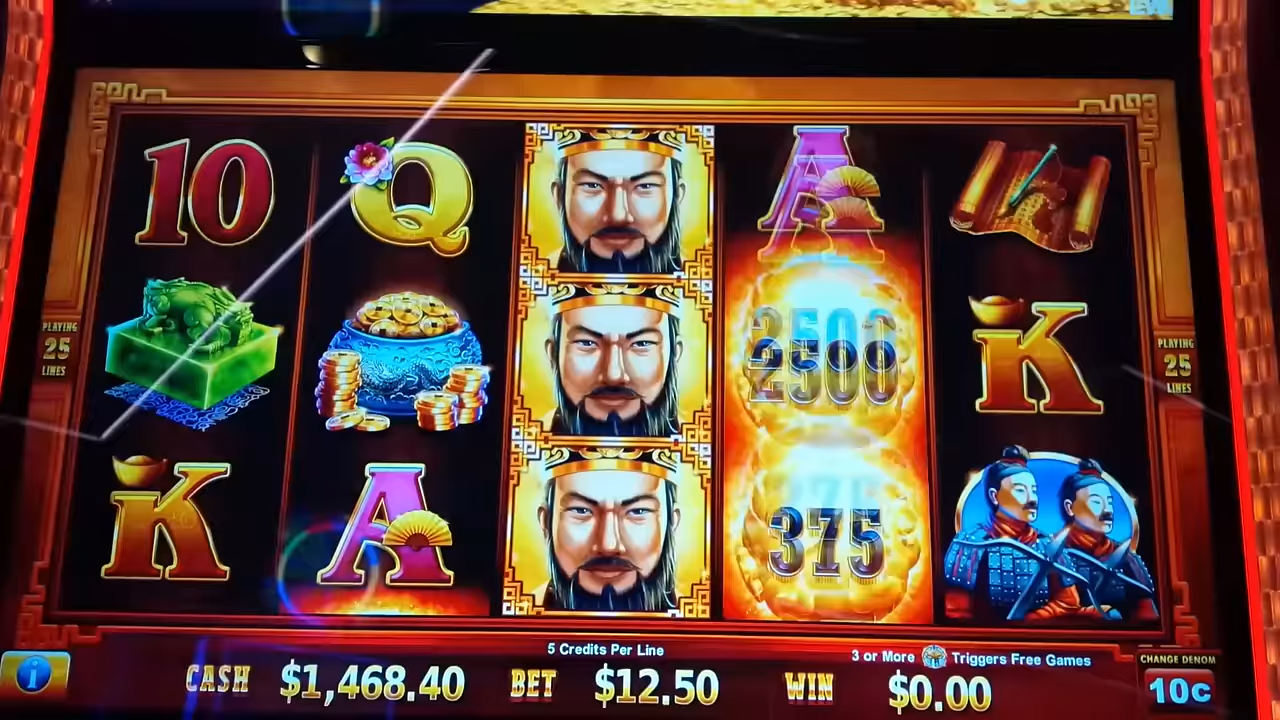 10
Q
A
2500
375
K
K
A
PLAYING
25
LINES
PLAYING
25
LINES
5 Credits Per Line
3 or More Triggers Free Games
CASH $1,468.40 BET $12.50 WIN $0.00
CHANGE DENOM
10c
i